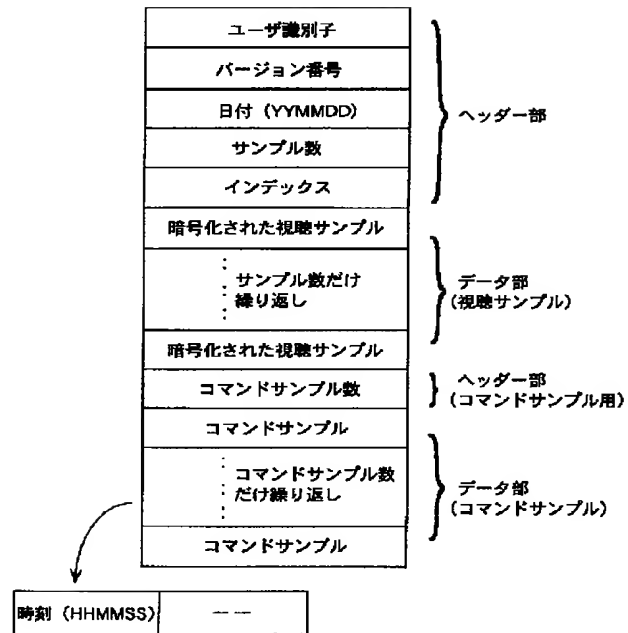 ユーザ識別子
バージョン番号
日付 (YYMMDD)
サンプル数
インデックス
ヘッダー部
暗号化された視聴サンプル
サンプル数だけ
繰り返し
暗号化された視聴サンプル
データ部
(視聴サンプル)
コマンドサンプル数
ヘッダー部
(コマンドサンプル用)
コマンドサンプル
コマンドサンプル数
だけ繰り返し
コマンドサンプル
データ部
(コマンドサンプル)
時刻 (HHMMSS)
−−